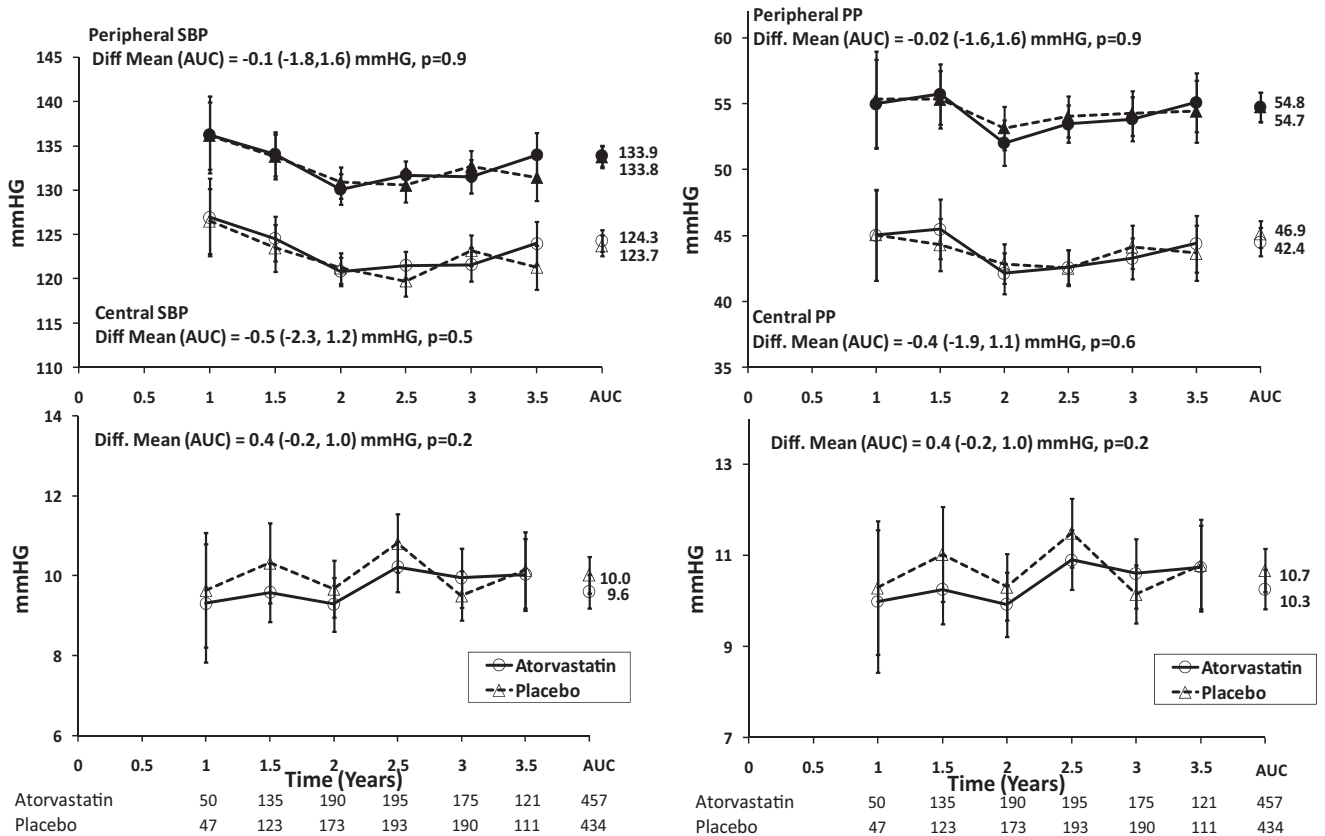 Peripheral SBP
Diff Mean (AUC) = -0.1 (-1.8,1.6) mmHG, p=0.9
145
140
135
130
125
120
115
110
mmHG
133.9
133.8
124.3
123.7
Central SBP
Diff Mean (AUC) = -0.5 (-2.3, 1.2) mmHG, p=0.5
0 0.5 1 1.5 2 2.5 3 3.5 AUC
Peripheral PP
Diff. Mean (AUC) = -0.02 (-1.6,1.6) mmHG, p=0.9
60
55
50
45
40
35
mmHG
54.8
54.7
46.9
42.4
Central PP
Diff. Mean (AUC) = -0.4 (-1.9, 1.1) mmHG, p=0.6
0 0.5 1 1.5 2 2.5 3 3.5 AUC
Diff. Mean (AUC) = 0.4 (-0.2, 1.0) mmHG, p=0.2
14
12
10
8
6
mmHG
10.0
9.6
Atorvastatin
Placebo
0 0.5 1 1.5 2 2.5 3 3.5 AUC
Time (Years)
Atorvastatin 50 135 190 195 175 121 457
Placebo 47 123 173 193 190 111 434
Diff. Mean (AUC) = 0.4 (-0.2, 1.0) mmHG, p=0.2
13
11
9
7
mmHG
10.7
10.3
Atorvastatin
Placebo
0 0.5 1 1.5 2 2.5 3 3.5 AUC
Time (Years)
Atorvastatin 50 135 190 195 175 121 457
Placebo 47 123 173 193 190 111 434